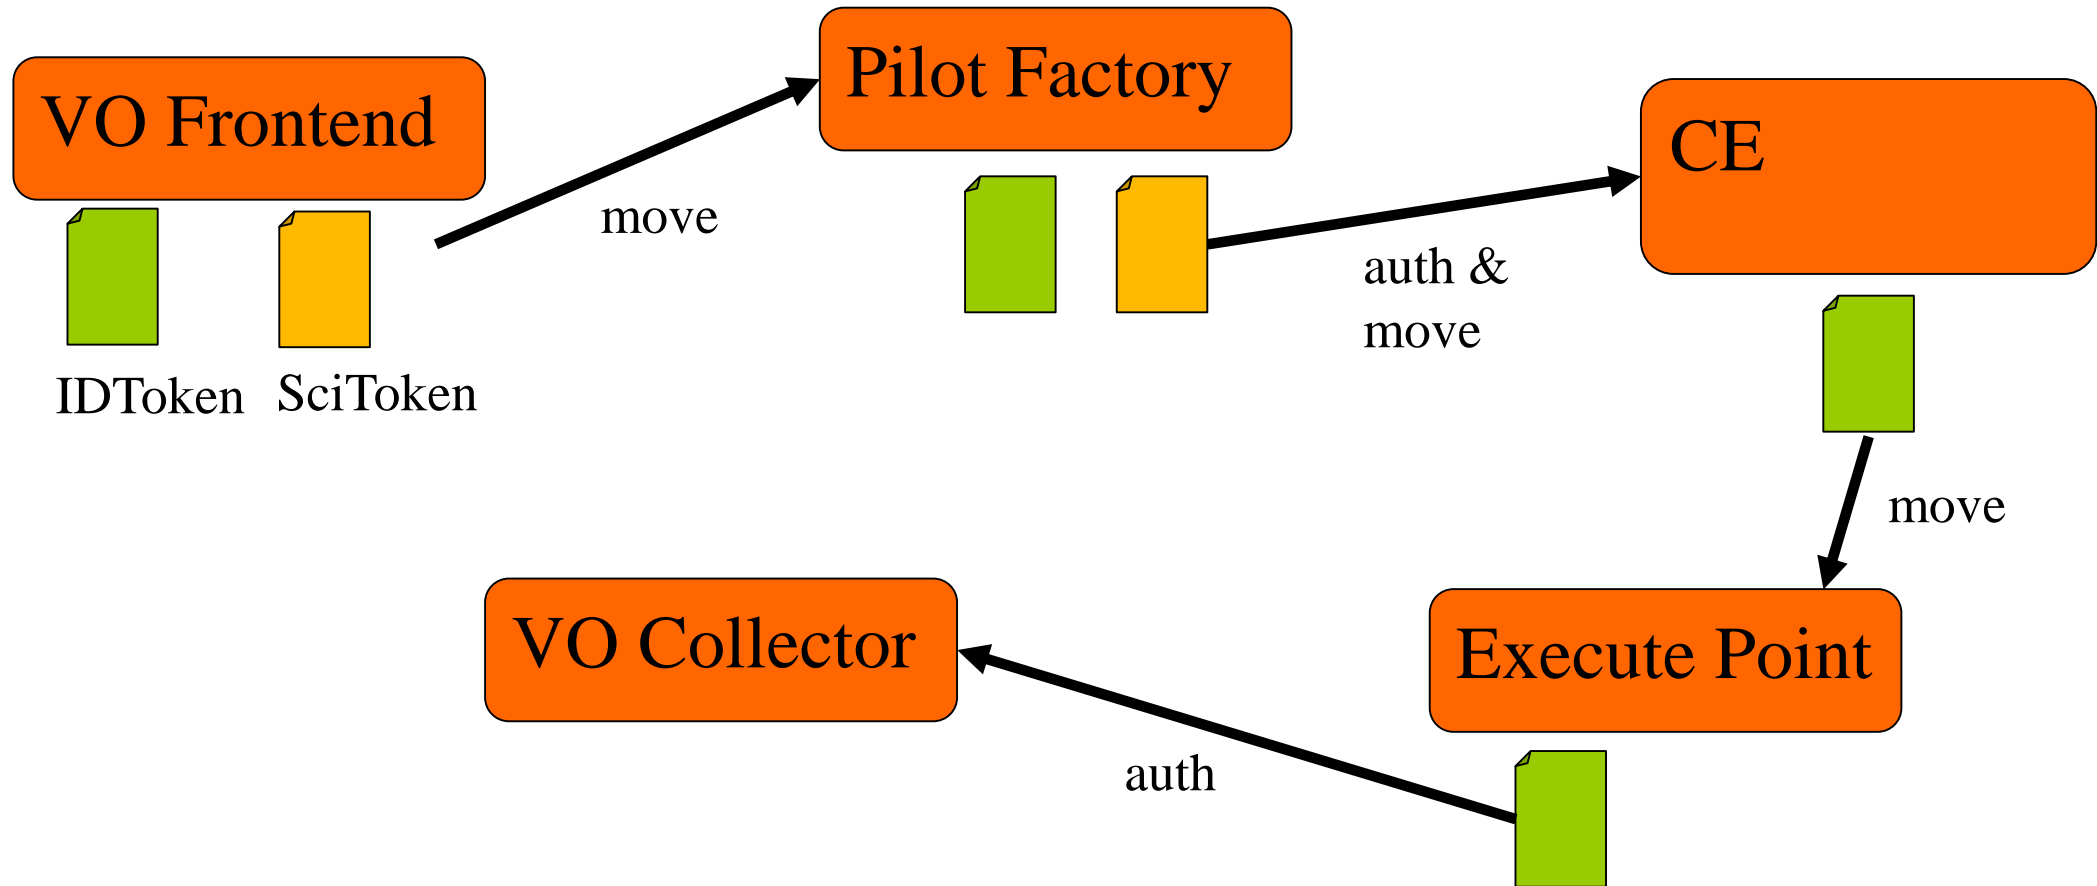 VO Frontend
Pilot Factory
CE
move
auth &
move
IDToken
SciToken
move
VO Collector
Execute Point
auth